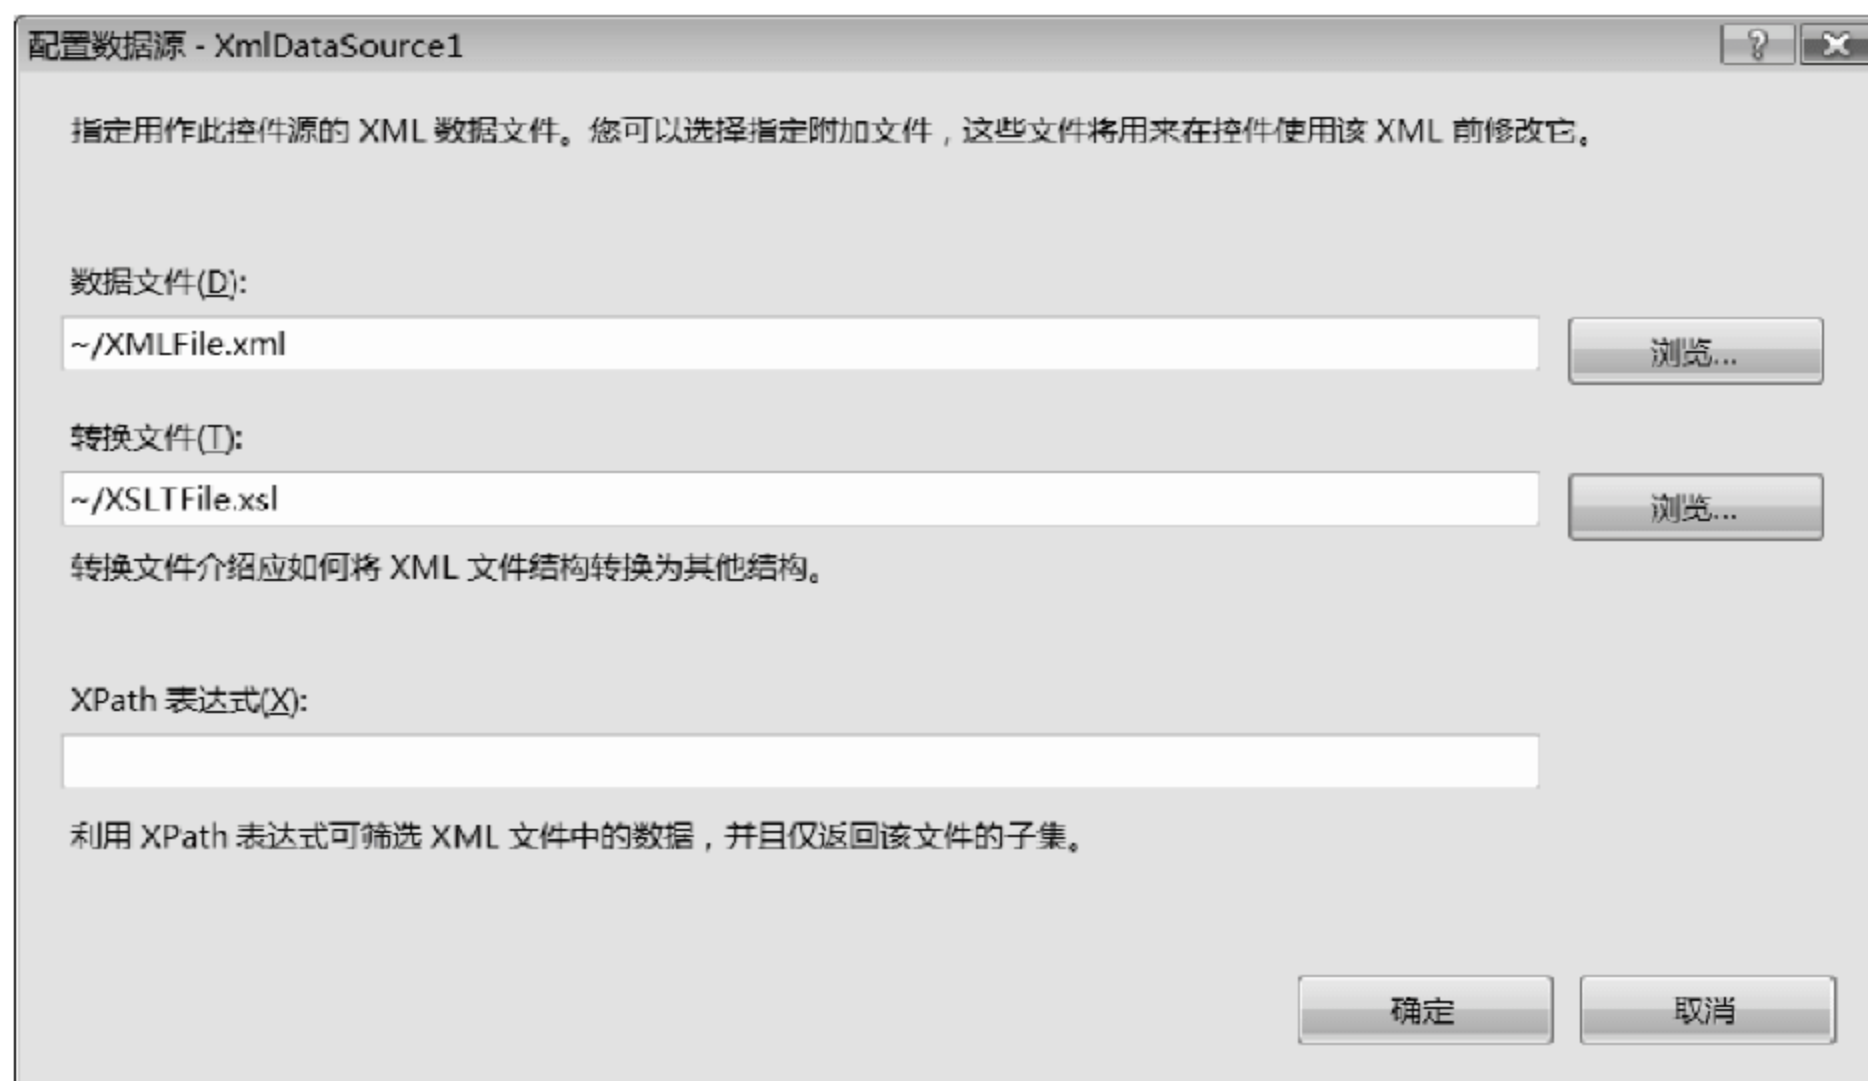 配置数据源 - XmlDataSource1
指定用作此控件源的 XML 数据文件。您可以选择指定附加文件，这些文件将用来在控件使用该 XML 前修改它。
数据文件(D):
~/XMLFile.xml
浏览...
转换文件(T):
~/XSLTFile.xsl
浏览...
转换文件介绍应如何将 XML 文件结构转换为其他结构。
XPath 表达式(X):
利用 XPath 表达式可筛选 XML 文件中的数据，并且仅返回该文件的子集。
确定
取消